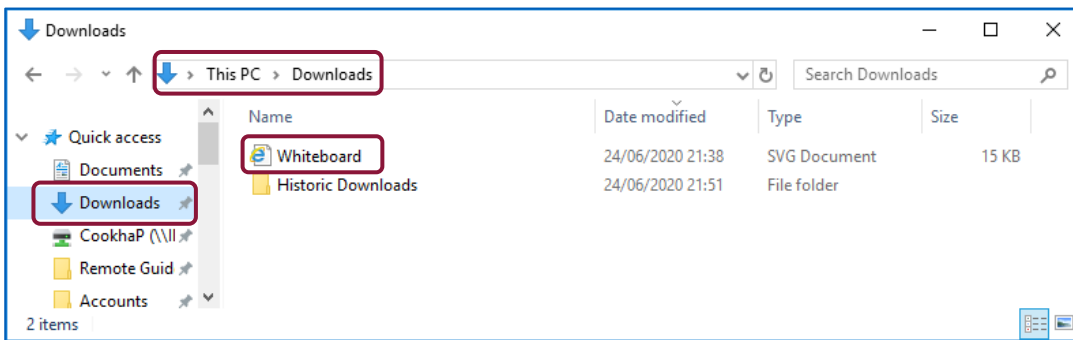 Downloads
This PC > Downloads
Search Downloads
Name Date modified Type Size
Quick access
Documents
Downloads
CookhaP (\\II
Remote Guid
Accounts
Whiteboard 24/06/2020 21:38 SVG Document 15 KB
Historic Downloads 24/06/2020 21:51 File folder
2 items